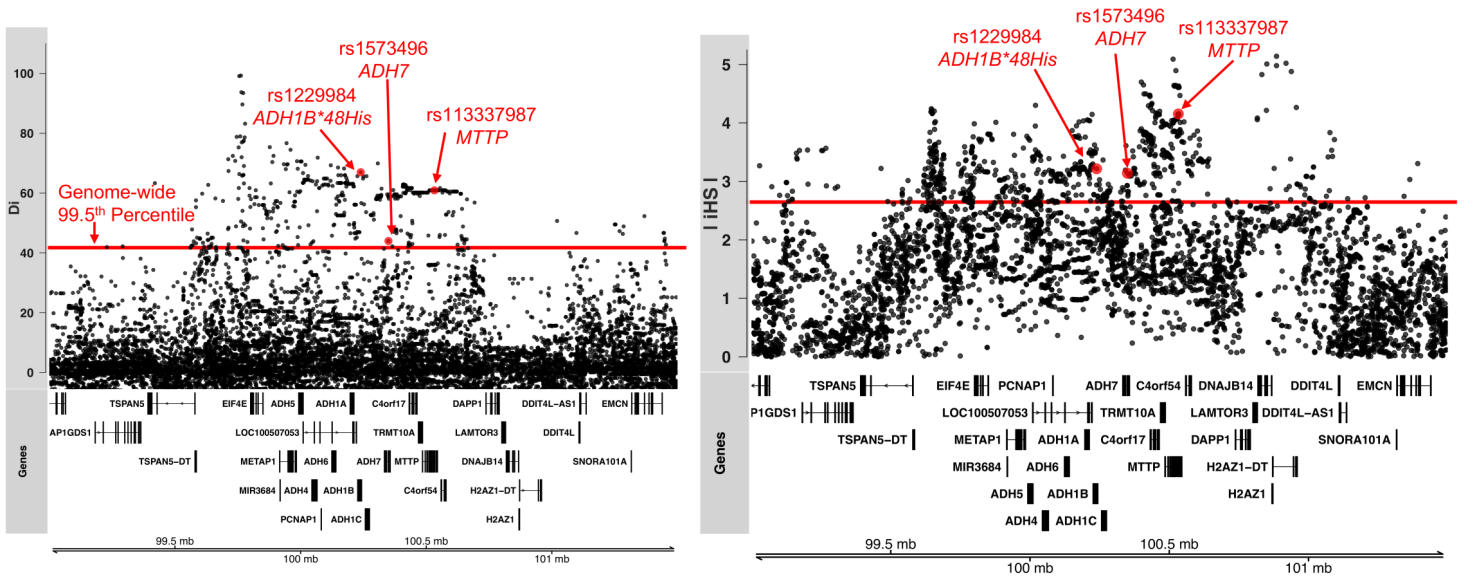 rs1573496
ADH7
rs1229984
ADH1B*48His
rs113337987
MTTP
Genome-wide
99.5th Percentile
Di
100
80
60
40
20
0
Genes
TSPAN5 EIF4E ADH5 ADH1A C4orf17 DAPP1 DDIT4L-AS1 EMCN
AP1GDS1 LOC100507053 TRMT10A LAMTOR3 DDIT4L
TSPAN5-DT METAP1 ADH6 ADH7 MTTP DNAJB14 SNORA101A
MIR3684 ADH4 ADH1B C4orf54 H2AZ1-DT
PCNAP1 ADH1C H2AZ1
99.5 mb 100.5 mb
100 mb 101 mb
rs1573496
ADH7
rs1229984
ADH1B*48His
rs113337987
MTTP
| iHS |
5
4
3
2
1
0
Genes
TSPAN5 EIF4E PCNAP1 ADH7 C4orf54 DNAJB14 DDIT4L EMCN
P1GDS1 LOC100507053 TRMT10A LAMTOR3 DDIT4L-AS1
TSPAN5-DT METAP1 ADH1A C4orf17 DAPP1 SNORA101A
MIR3684 ADH6 MTTP H2AZ1-DT
ADH5 ADH1B H2AZ1
ADH4 ADH1C
99.5 mb 100.5 mb
100 mb 101 mb